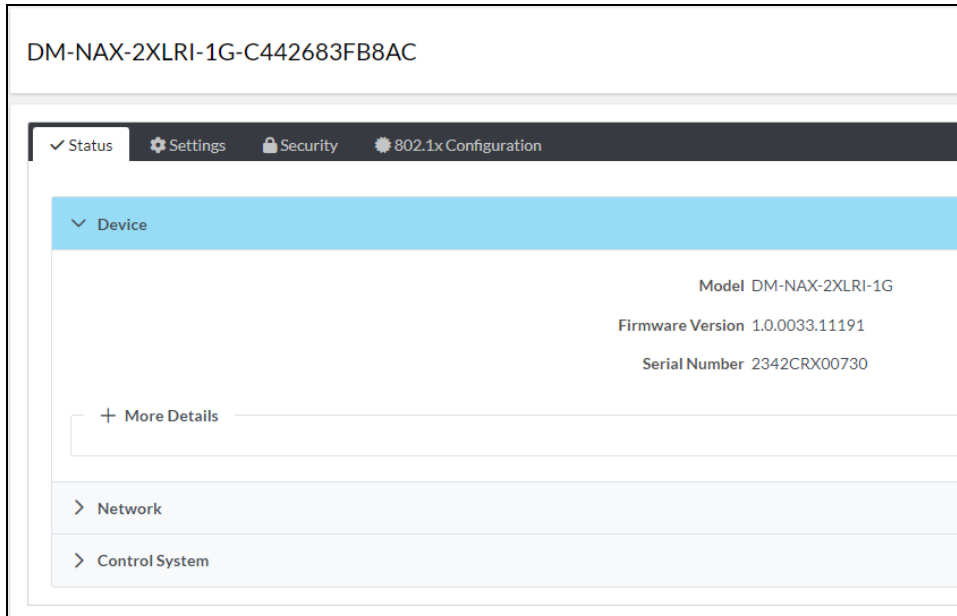 DM-NAX-2XLRI-1G-C442683FB8AC
Status Settings Security 802.1x Configuration
Device
Model DM-NAX-2XLRI-1G
Firmware Version 1.0.0033.11191
Serial Number 2342CRX00730
More Details
Network
Control System